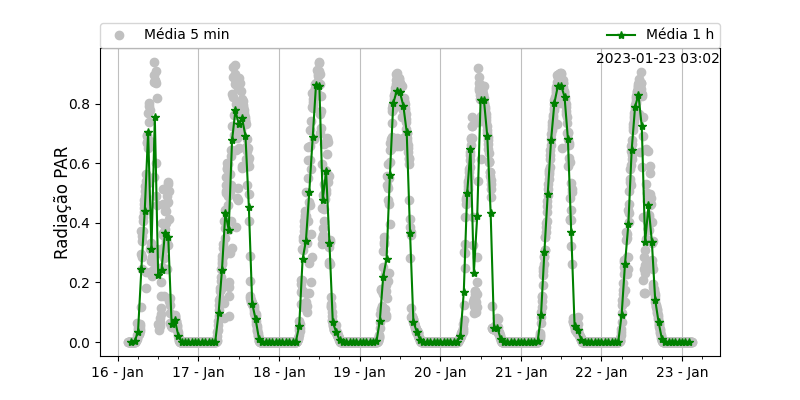 Média 5 min
Média 1 h
2023-01-23 03:02
Radiação PAR
0.8
0.6
0.4
0.2
0.0
16 - Jan
17 - Jan
18 - Jan
19 - Jan
20 - Jan
21 - Jan
22 - Jan
23 - Jan